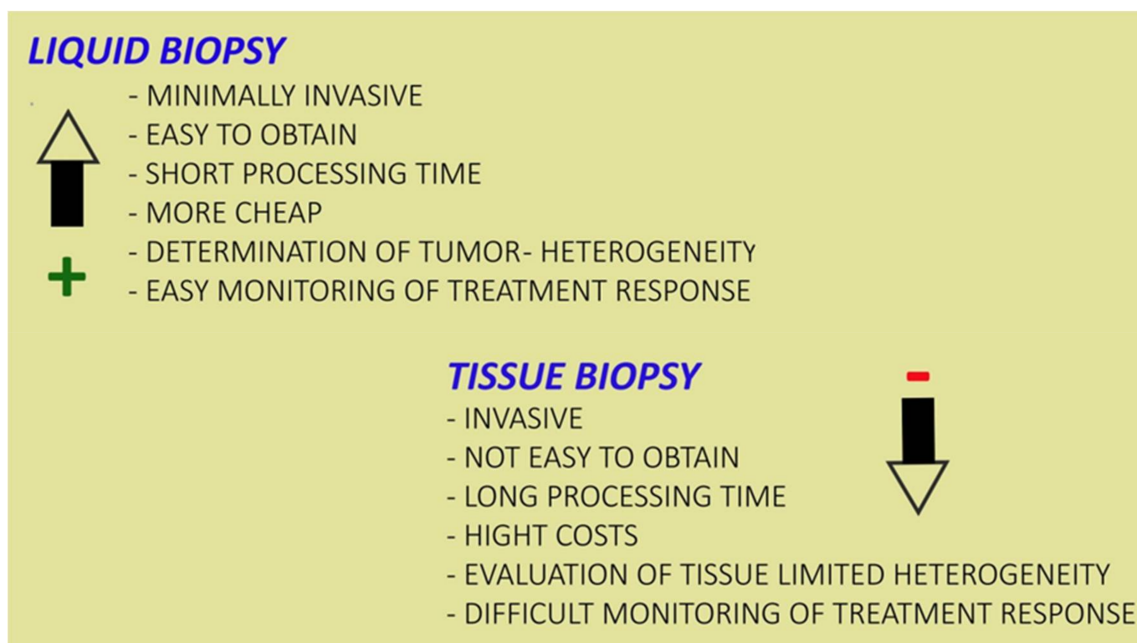 LIQUID BIOPSY
- MINIMALLY INVASIVE
- EASY TO OBTAIN
- SHORT PROCESSING TIME
- MORE CHEAP
- DETERMINATION OF TUMOR- HETEROGENEITY
- EASY MONITORING OF TREATMENT RESPONSE
+
TISSUE BIOPSY
-
- INVASIVE
- NOT EASY TO OBTAIN
- LONG PROCESSING TIME
- HIGHT COSTS
- EVALUATION OF TISSUE LIMITED HETEROGENEITY
- DIFFICULT MONITORING OF TREATMENT RESPONSE